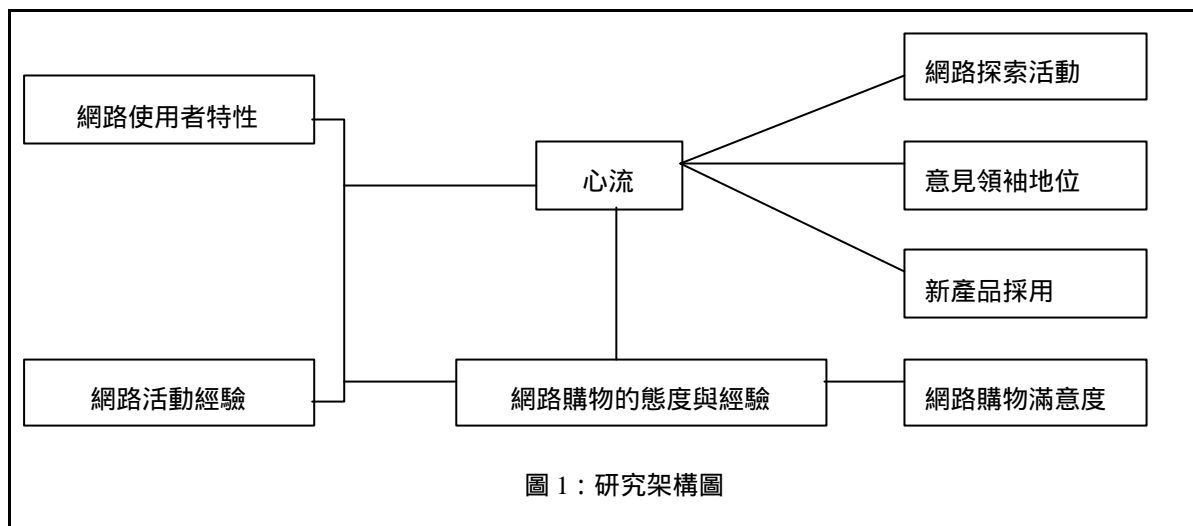 網路探索活動
網路使用者特性
心流
意見領袖地位
新產品採用
網路活動經驗
網路購物的態度與經驗
網路購物滿意度
圖 1：研究架構圖